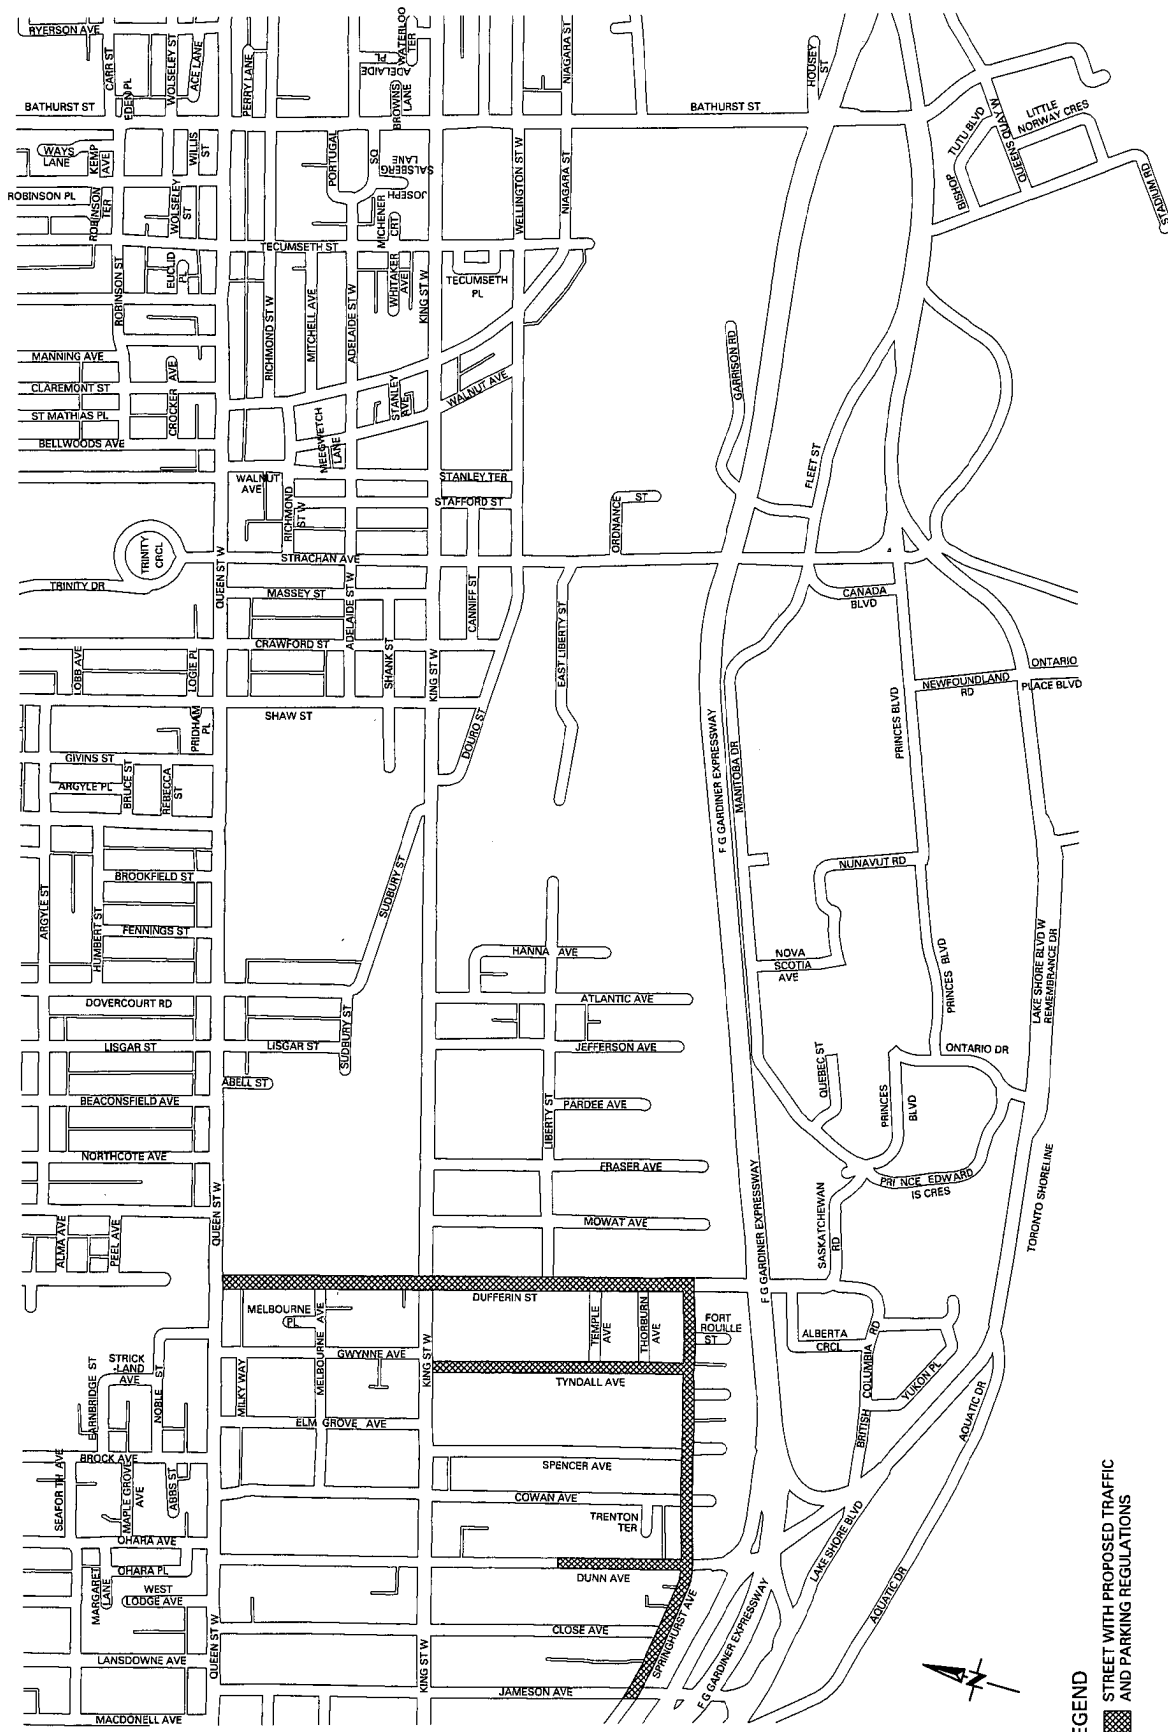 RYERSON AVE
CARR ST
EDEN PL
WOLSELEY ST
ACE LANE
PERRY LANE
ADELAIDE
PL
WATERLOO
TER
NIAGARA ST
HOUSEY
ST
BATHURST ST
BROWNS
LANE
BATHURST ST
WAYS
LANE
KEMP
AVE
WILLIS
ST
PORTUGAL
SQ
SALSBERG
LANE
JOSEPH
WELLINGTON ST W
NIAGARA ST
BISHOP
TUTU BLVD
QUEENS QUAY W
LITTLE
NORWAY CRES
STADIUM RD
ROBINSON PL
ROBINSON
TER
WOLSELEY
ST
MICHENER
CRT
TECUMSETH ST
EUCLID
PL
ROBINSON ST
RICHMOND ST W
MITCHELL AVE
ADELAIDE ST W
WHITAKER
AVE
KING ST W
TECUMSETH
PL
MANNING AVE
CLAREMONT ST
CROCKER
AVE
ST MATHIAS PL
BELLWOODS AVE
STANLEY
AVE
WALNUT AVE
GARRISON RD
MEEGWETCH
LANE
FLEET ST
WALNUT
AVE
RICHMOND
ST W
STANLEY TER
STAFFORD ST
ORDNANCE
ST
TRINITY
CRCL
TRINITY DR
QUEEN ST W
STRACHAN AVE
MASSEY ST
ADELAIDE ST W
CANNIFF ST
EAST LIBERTY ST
CANADA
BLVD
LOBB AVE
LOGIE PL
CRAWFORD ST
SHANK ST
KING ST W
NEWFOUNDLAND
RD
ONTARIO
PLACE BLVD
PRIDHAM
PL
SHAW ST
DOURO ST
F G GARDINER EXPRESSWAY
MANITOBA DR
PRINCES BLVD
GIVINS ST
ARGYLE PL
BRUCE ST
REBECCA
ST
ARGYLE ST
HUMBERT ST
BROOKFIELD ST
FENNINGS ST
SUDBURY ST
NUNAVUT RD
HANNA AVE
NOVA
SCOTIA
AVE
PRINCES BLVD
LAKE SHORE BLVD W
REMEMBRANCE DR
DOVERCOURT RD
ATLANTIC AVE
LISGAR ST
LISGAR ST
SUDBURY ST
JEFFERSON AVE
ONTARIO DR
ABELL ST
QUEBEC ST
BEACONSFIELD AVE
LIBERTY ST
PARDEE AVE
PRINCES
BLVD
NORTHCOTE AVE
FRASER AVE
PRINCE EDWARD
IS CRES
ALMA AVE
PEEL AVE
QUEEN ST W
MOWAT AVE
F G GARDINER EXPRESSWAY
SASKATCHEWAN
RD
TORONTO SHORELINE
DUFFERIN ST
MELBOURNE
PL
MELBOURNE AVE
TEMPLE
AVE
THORBURN
AVE
FORT
ROUILLE
ST
ALBERTA
CRCL
BRITISH COLUMBIA RD
YUKON PL
STRICK
-LAND
AVE
EARNBRIDGE ST
NOBLE ST
MILKY WAY
GWYNNE AVE
KING ST W
TYNDALL AVE
AQUATIC DR
ELM GROVE AVE
BROCK AVE
SEAFORTH AVE
MAPLE GROVE
AVE
ABBS ST
SPENCER AVE
COWAN AVE
TRENTON
TER
OHARA AVE
OHARA PL
MARGARET
LANE
WEST
LODGE AVE
DUNN AVE
LAKE SHORE BLVD
AQUATIC DR
QUEEN ST W
CLOSE AVE
SPRINGHURST AVE
F G GARDINER EXPRESSWAY
LANSDOWNE AVE
KING ST W
JAMESON AVE
MACDONELL AVE
N
EGEND
STREET WITH PROPOSED TRAFFIC
AND PARKING REGULATIONS